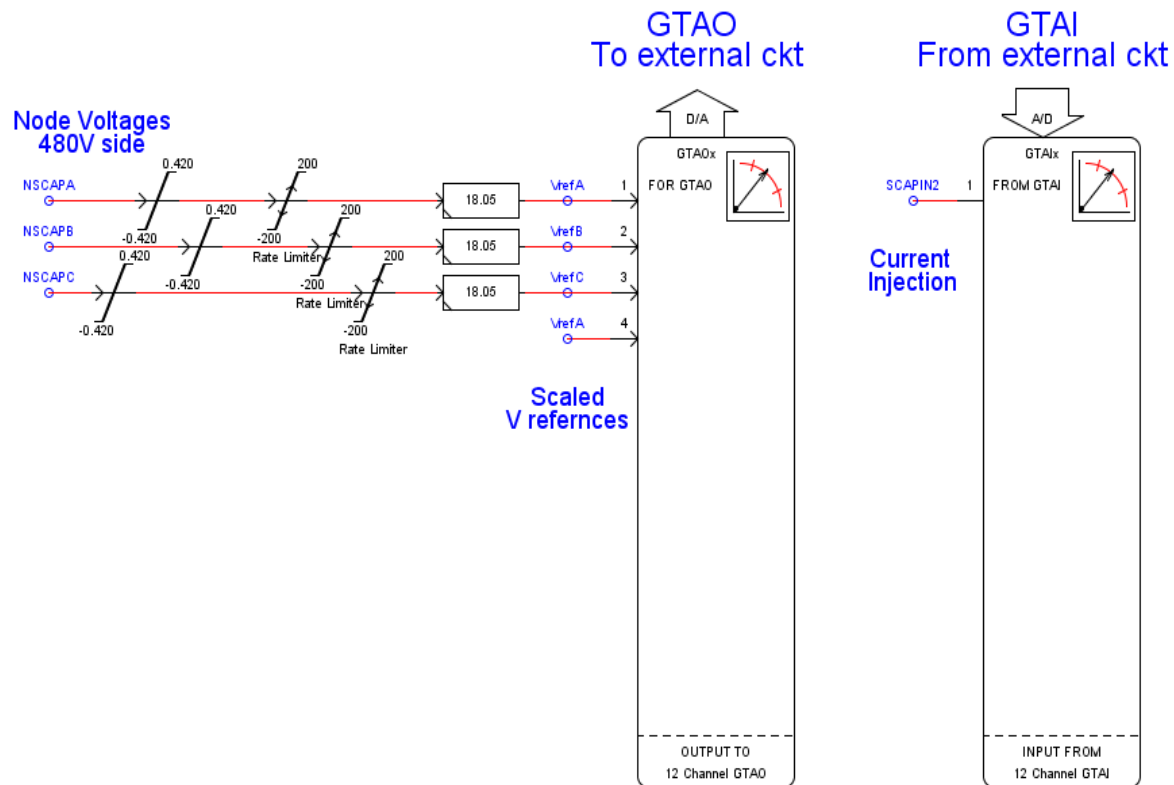 GTAO
To external ckt
GTAI
From external ckt
Node Voltages
480V side
D/A
A/D
GTAOx
FOR GTAO
GTAIx
FROM GTAI
NSCAPA
0.420
-0.420
200
-200
Rate Limiter
18.05
VrefA
1
NSCAPB
0.420
-0.420
200
-200
Rate Limiter
18.05
VrefB
2
NSCAPC
0.420
-0.420
200
-200
Rate Limiter
18.05
VrefC
3
VrefA
4
Scaled
V refernces
SCAPIN2
1
Current
Injection
OUTPUT TO
12 Channel GTAO
INPUT FROM
12 Channel GTAI